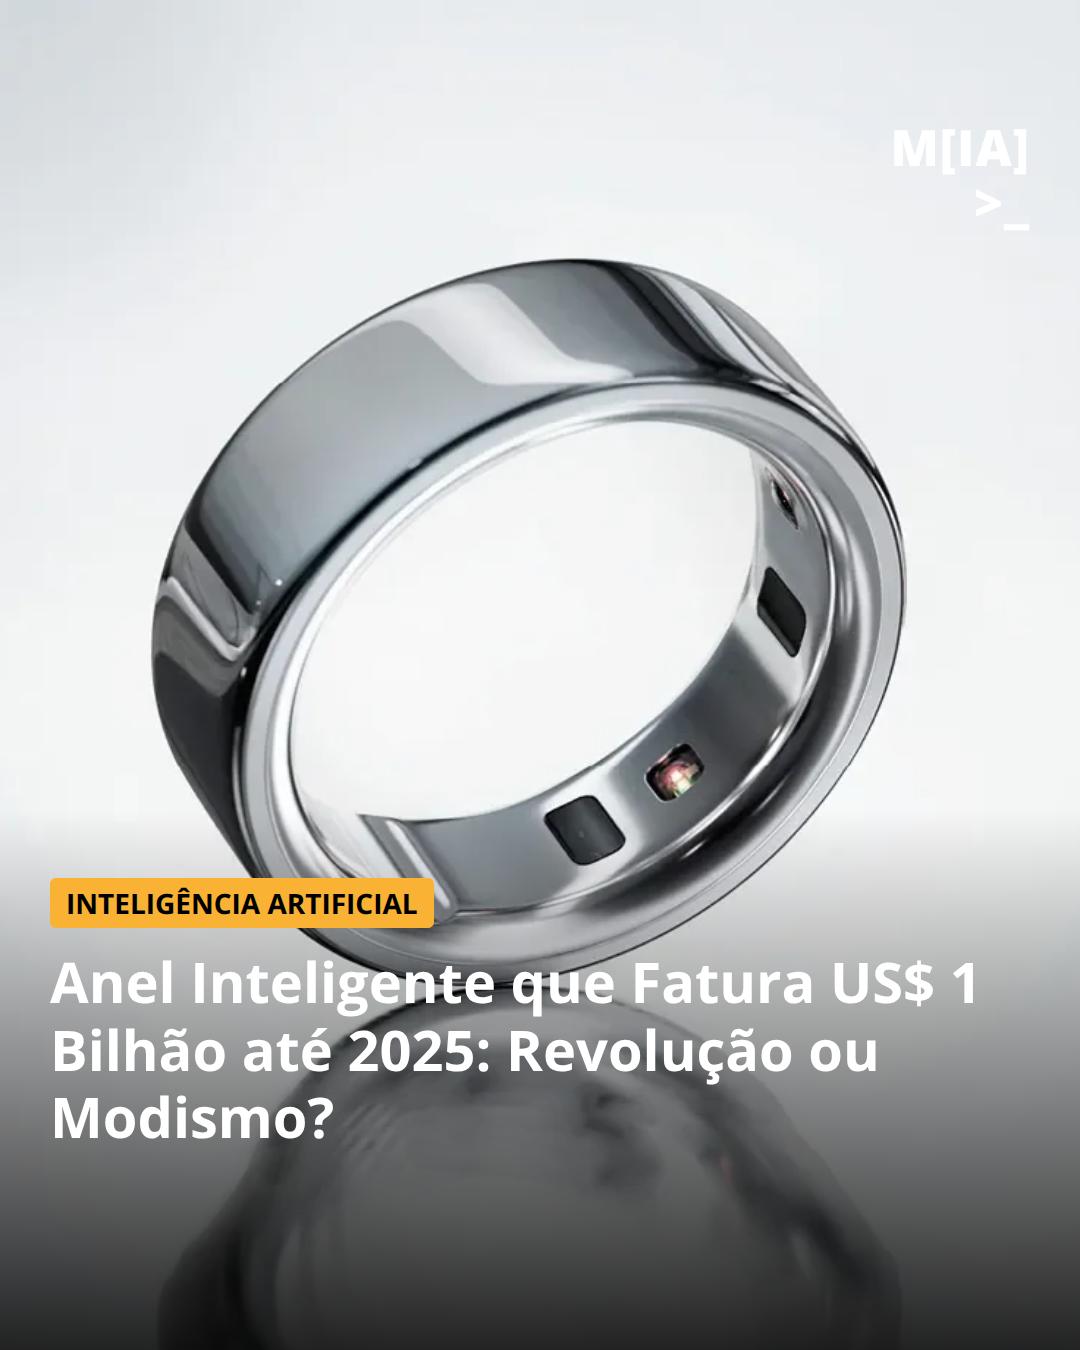 M[IA]
>_
INTELIGÊNCIA ARTIFICIAL
Anel Inteligente que Fatura US$ 1
Bilhão até 2025: Revolução ou
Modismo?